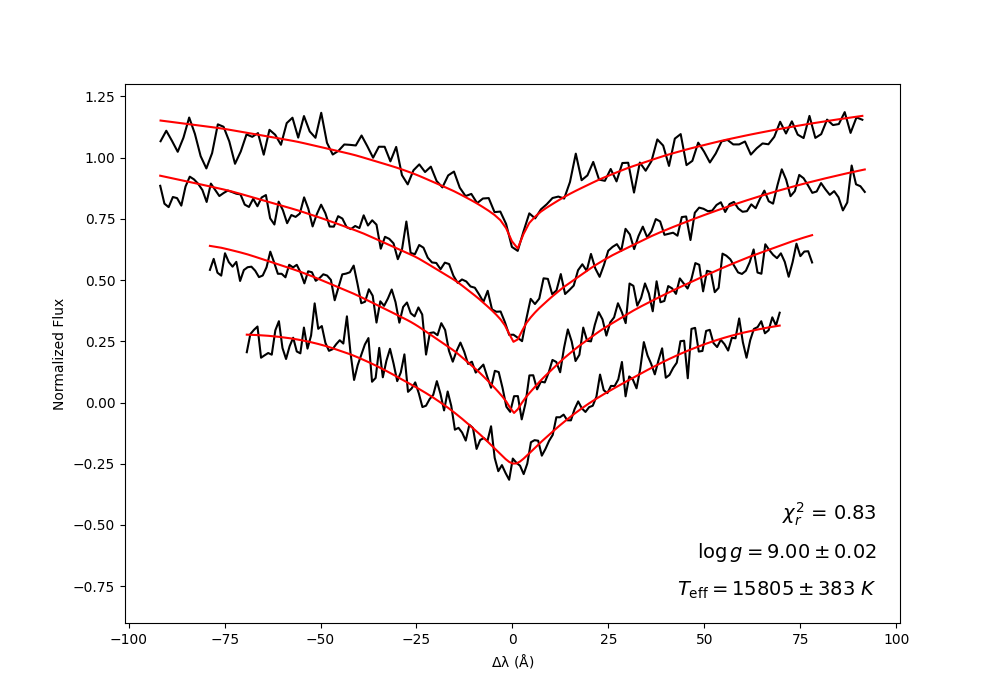 1.25
1.00
0.75
0.50
0.25
0.00
−0.25
−0.50
−0.75
Normalized Flux
χ²ᵣ = 0.83
log g = 9.00 ± 0.02
T_eff = 15805 ± 383 K
−100 −75 −50 −25 0 25 50 75 100
Δλ (Å)